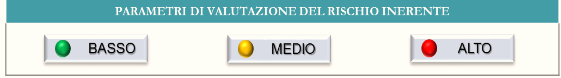 PARAMETRI DI VALUTAZIONE DEL RISCHIO INERENTE
BASSO MEDIO ALTO